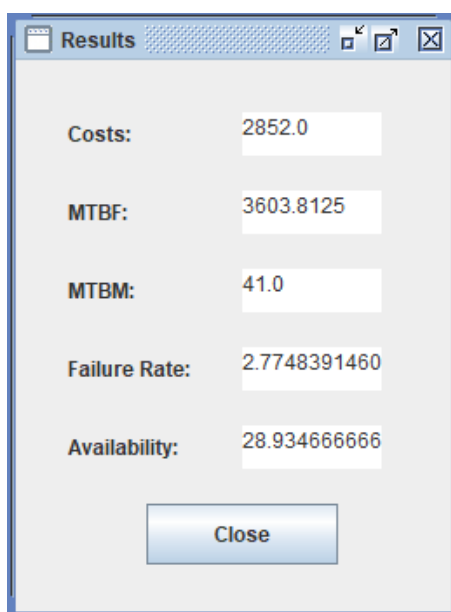 Results
Costs: 2852.0
MTBF: 3603.8125
MTBM: 41.0
Failure Rate: 2.7748391460
Availability: 28.934666666
Close